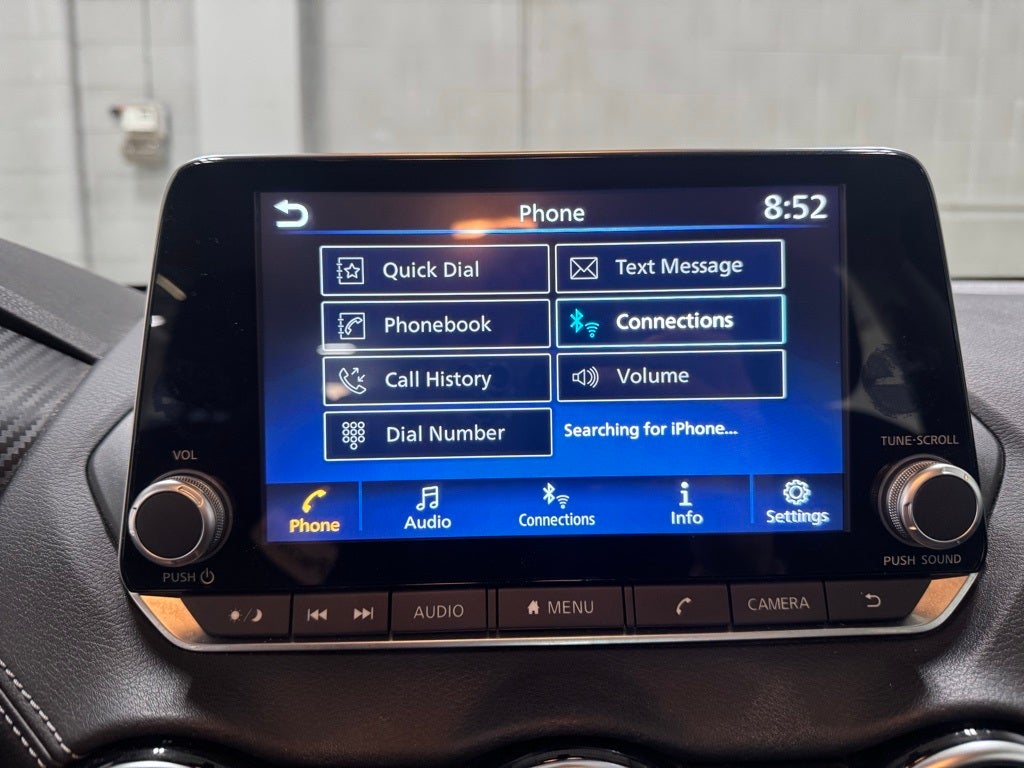 Phone
8:52
Quick Dial
Text Message
Phonebook
Connections
Call History
Volume
Dial Number
Searching for iPhone...
Phone
Audio
Connections
Info
Settings
VOL
PUSH
TUNE·SCROLL
PUSH SOUND
AUDIO
MENU
CAMERA